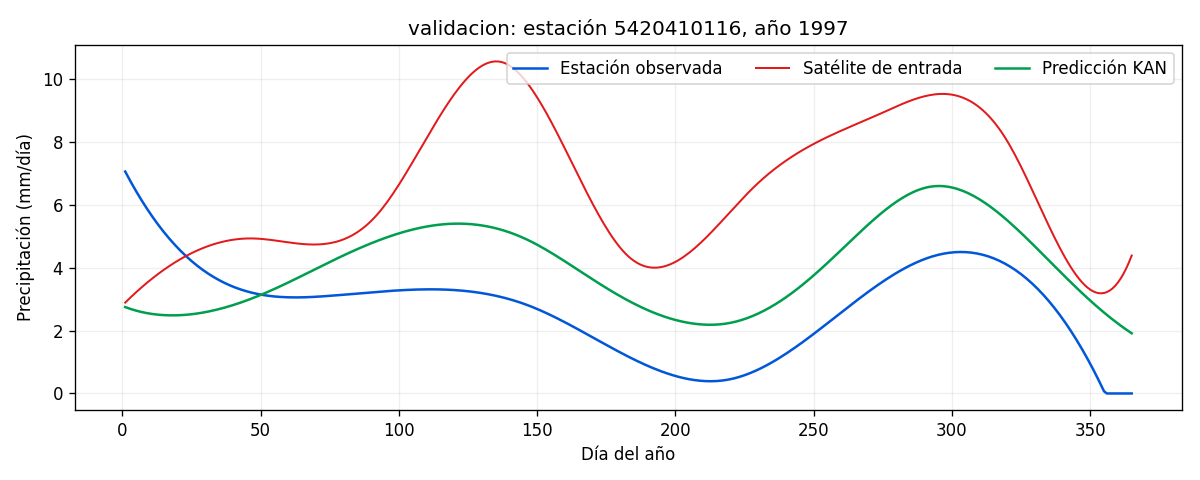 validacion: estación 5420410116, año 1997
Estación observada
Satélite de entrada
Predicción KAN
Precipitación (mm/día)
10
8
6
4
2
0
0 50 100 150 200 250 300 350
Día del año